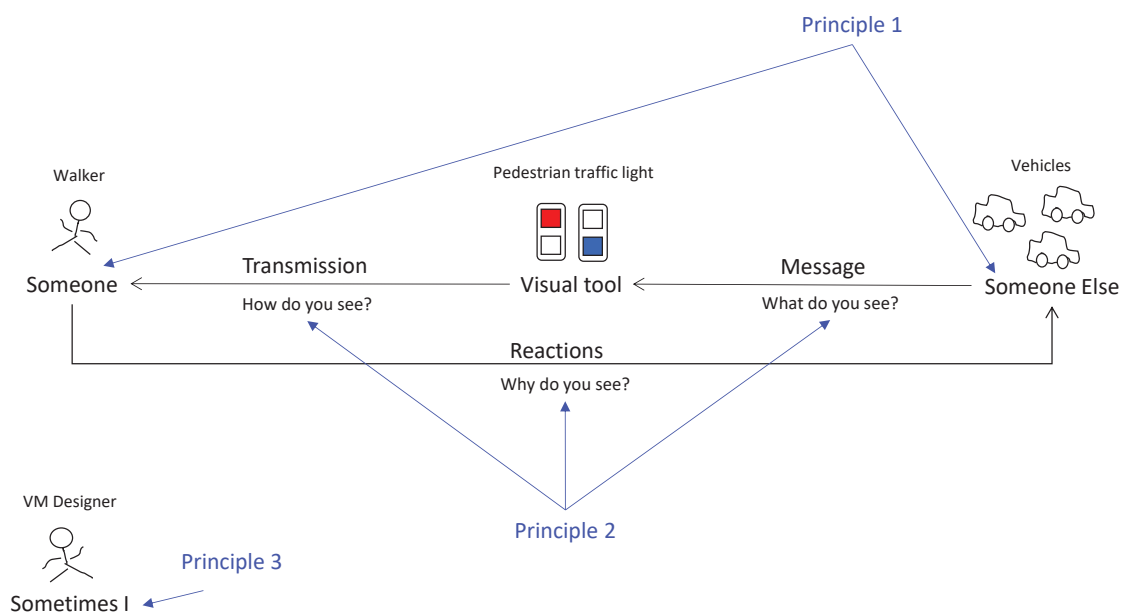 Principle 1
Walker
Pedestrian traffic light
Vehicles
Someone
Transmission
Visual tool
Message
Someone Else
How do you see?
What do you see?
Reactions
Why do you see?
VM Designer
Principle 2
Principle 3
Sometimes I